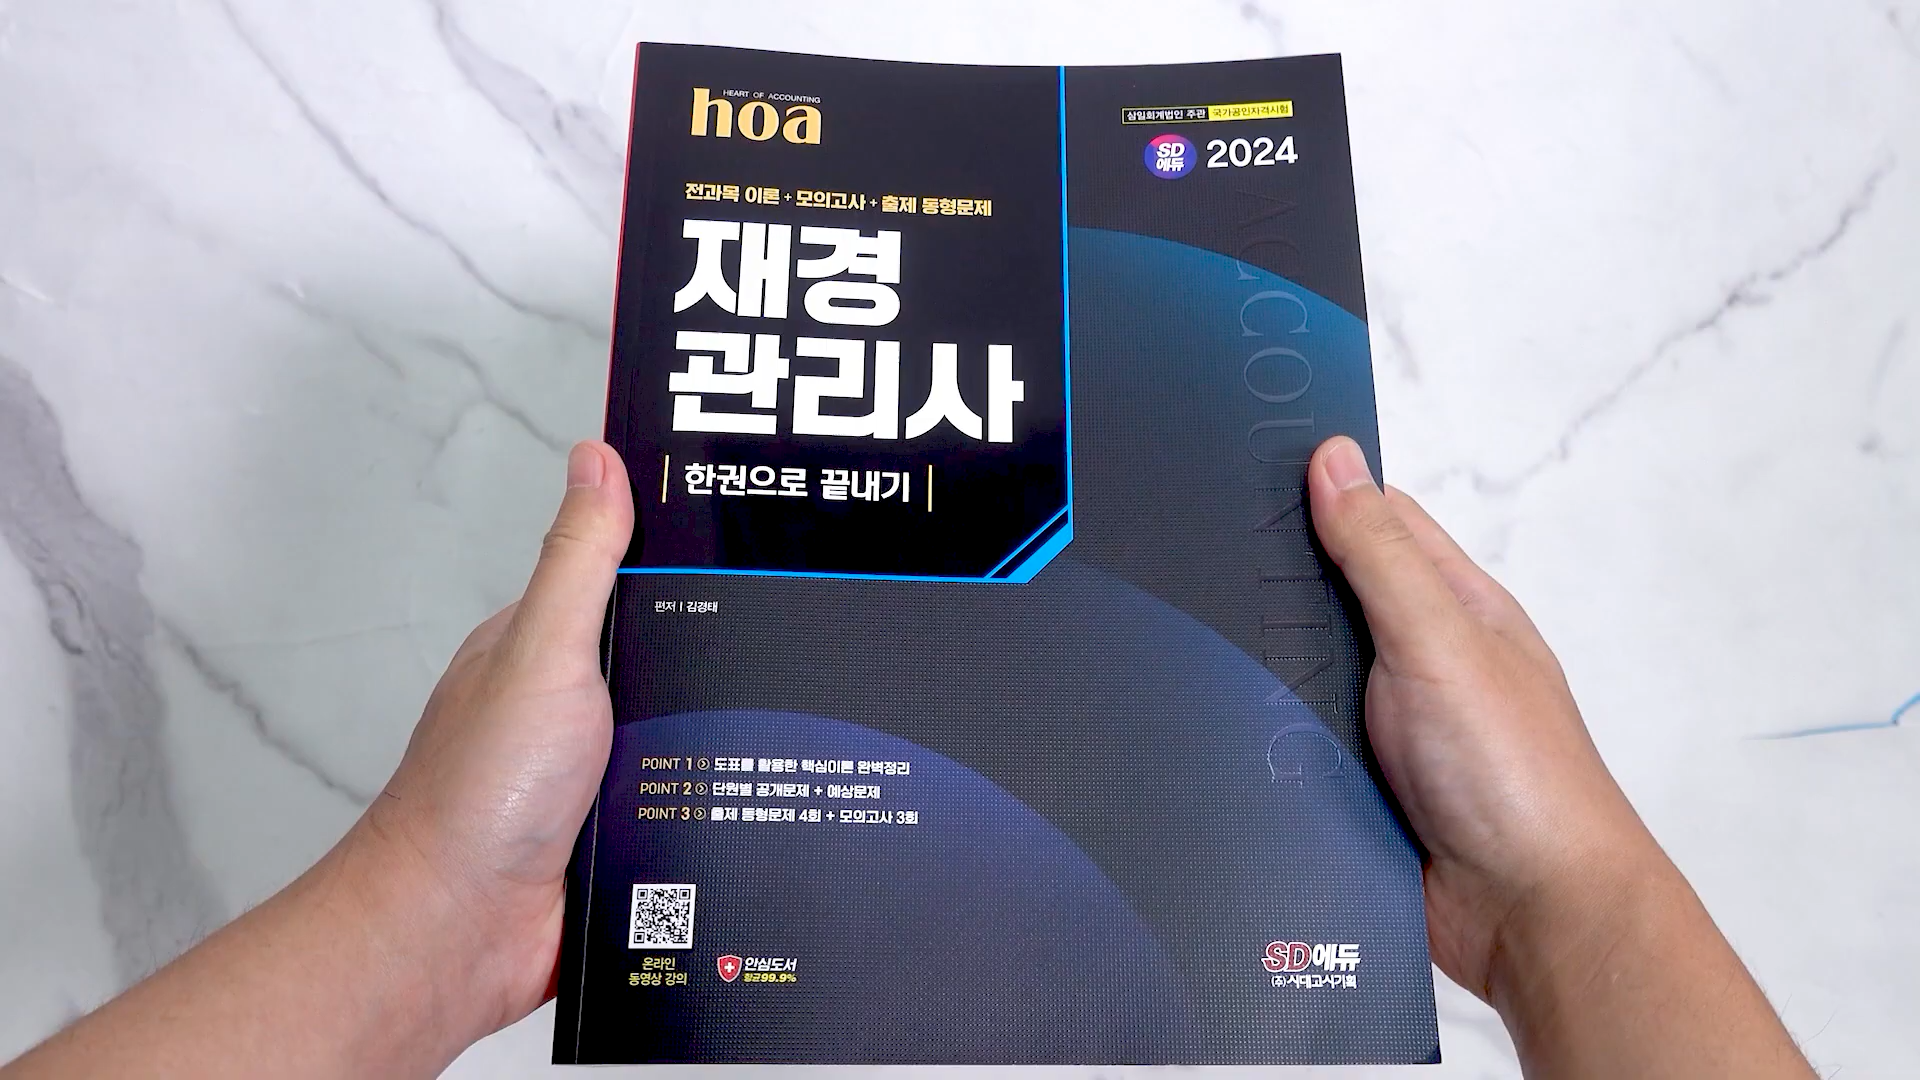 HEART OF ACCOUNTING
hoa
삼일회계법인 주관 국가공인자격시험
SD에듀 2024
전과목 이론 + 모의고사 + 출제 동형문제
재경
관리사
한권으로 끝내기
ACCOUNTING
편저 | 김경태
POINT 1 도표를 활용한 핵심이론 완벽정리
POINT 2 단원별 공개문제 + 예상문제
POINT 3 출제 동형문제 4회 + 모의고사 3회
온라인
동영상 강의
안심도서
항균99.9%
SD에듀
(주)시대고시기획